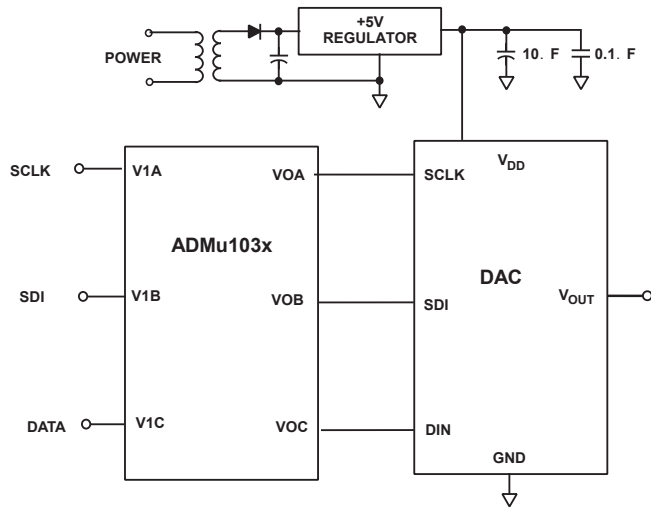 +5V
REGULATOR
POWER
10. F
0.1. F
SCLK
V1A
VOA
SCLK
VDD
ADMu103x
DAC
SDI
V1B
VOB
SDI
VOUT
DATA
V1C
VOC
DIN
GND